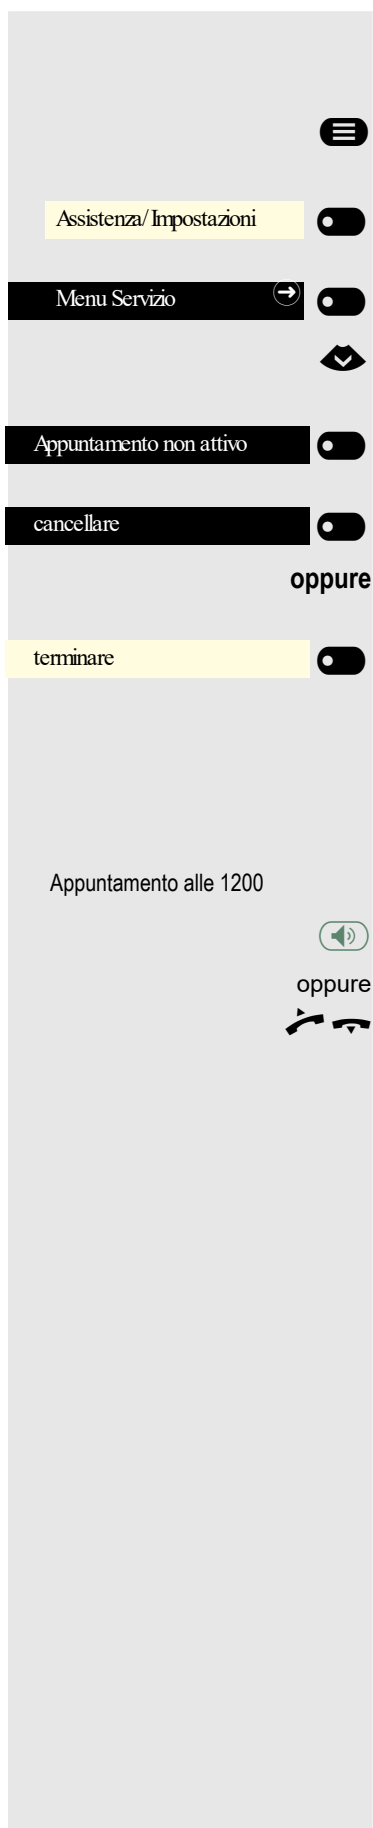 Assistenza/Impostazioni
Menu Servizio
Appuntamento non attivo
cancellare
oppure
terminare
Appuntamento alle 1200
oppure